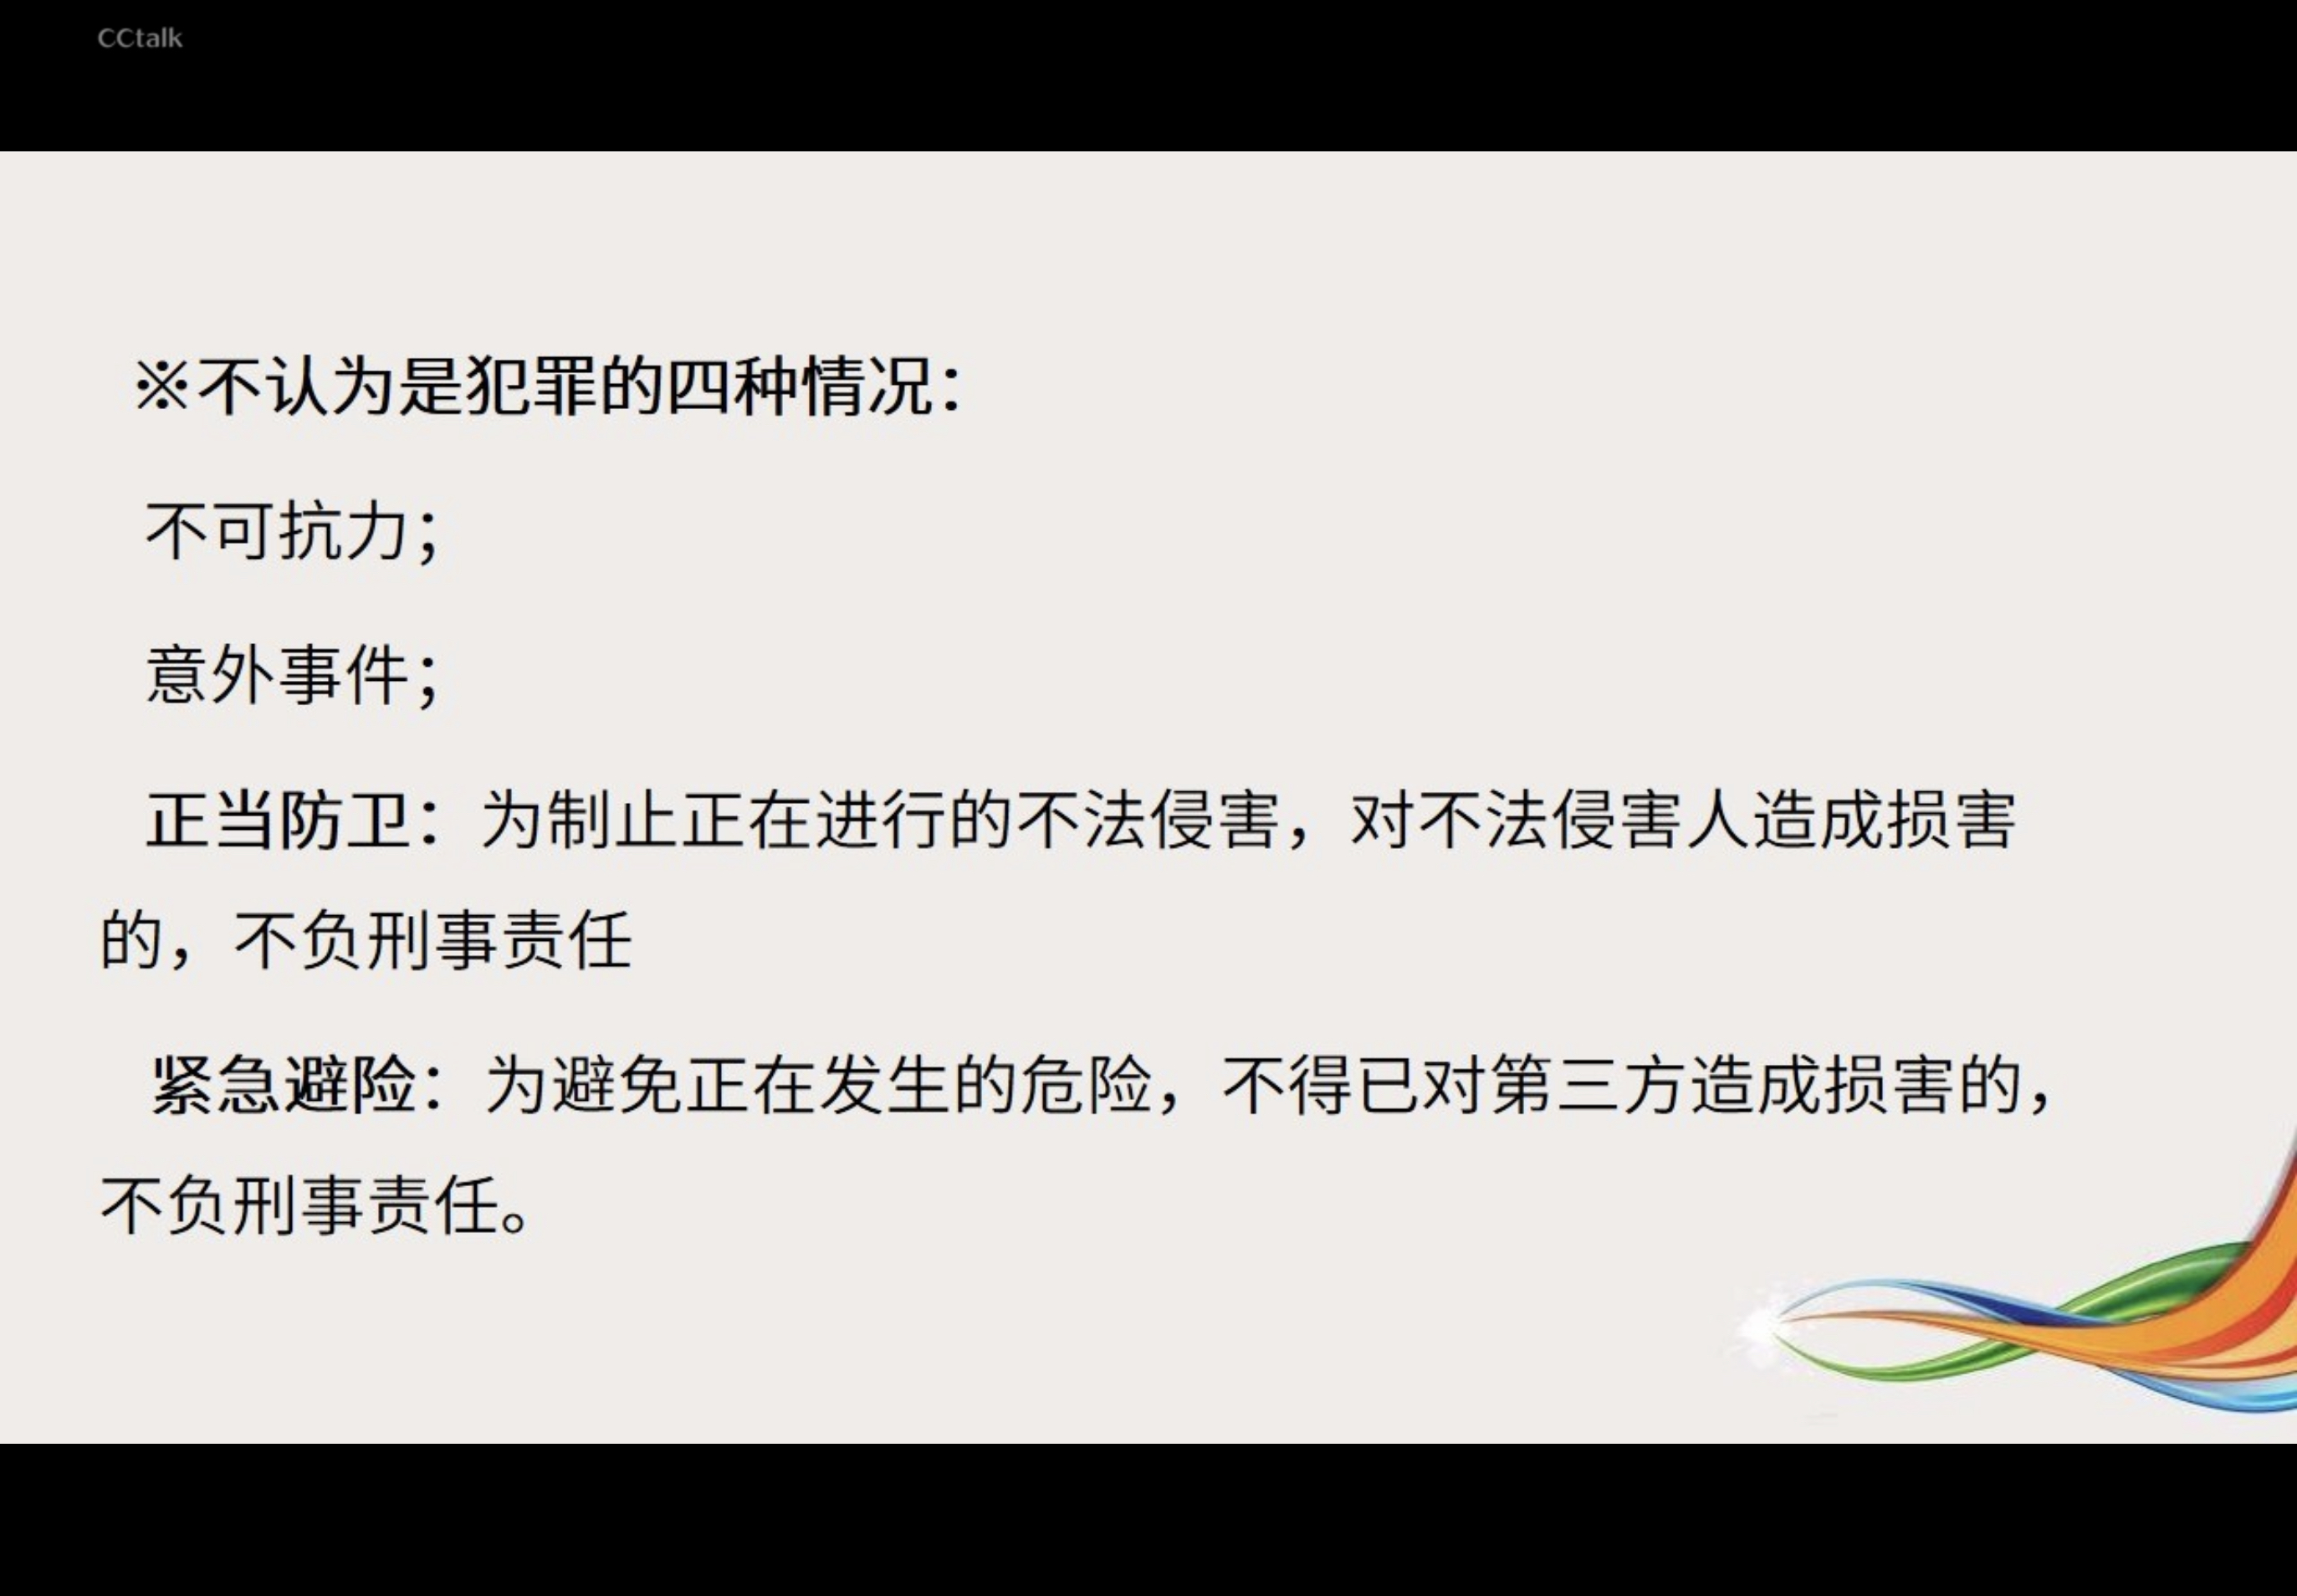 CCtalk
※不认为是犯罪的四种情况：
不可抗力；
意外事件；
正当防卫：为制止正在进行的不法侵害，对不法侵害人造成损害
的，不负刑事责任
紧急避险：为避免正在发生的危险，不得已对第三方造成损害的，
不负刑事责任。